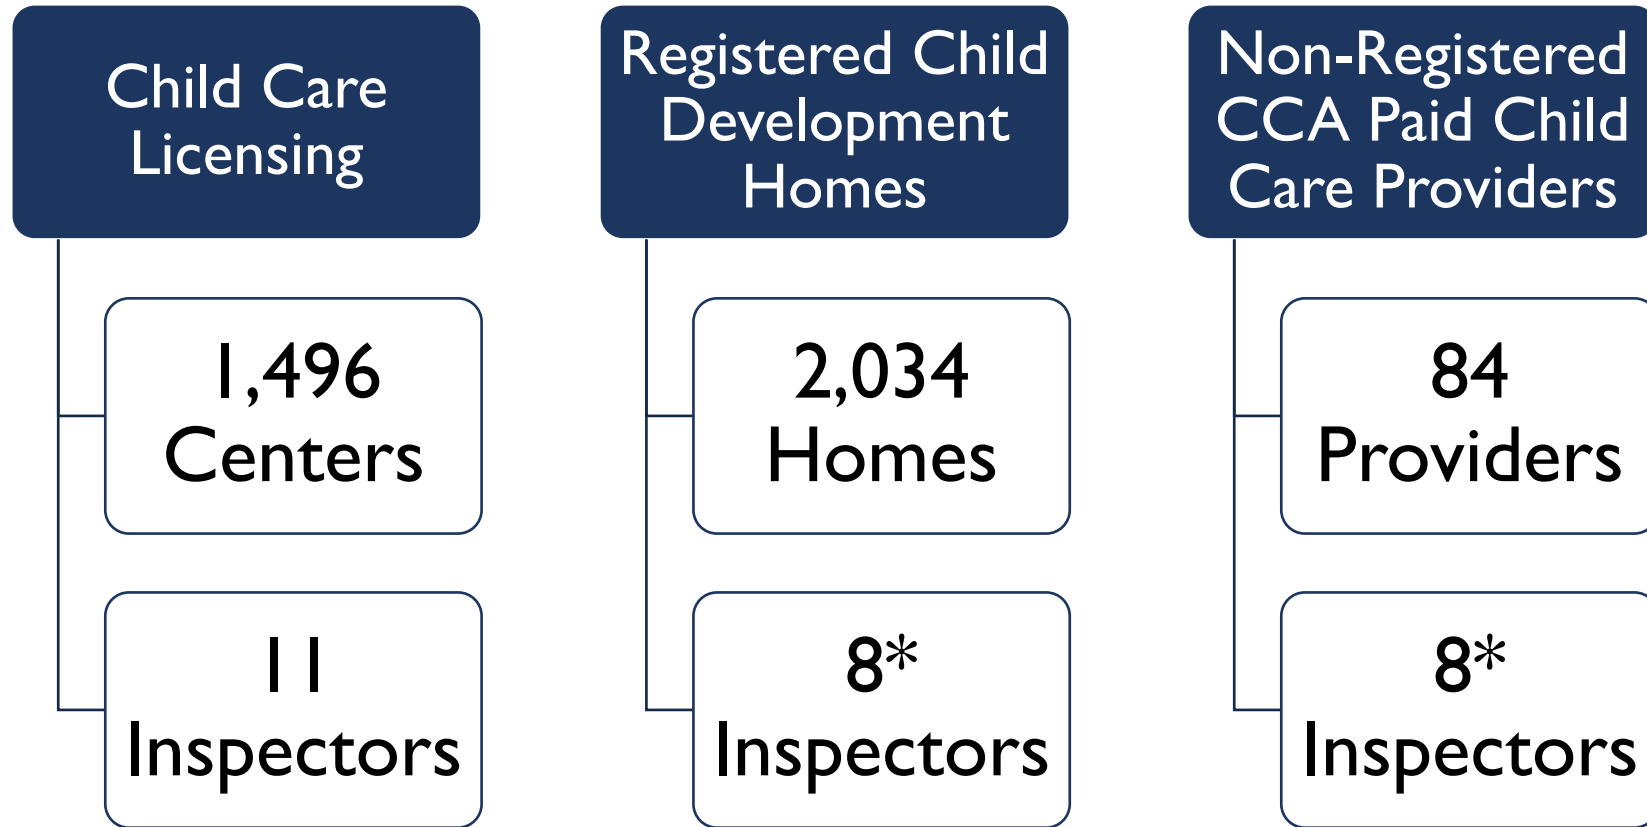 Child Care
Licensing
1,496
Centers
11
Inspectors
Registered Child
Development
Homes
2,034
Homes
8*
Inspectors
Non-Registered
CCA Paid Child
Care Providers
84
Providers
8*
Inspectors